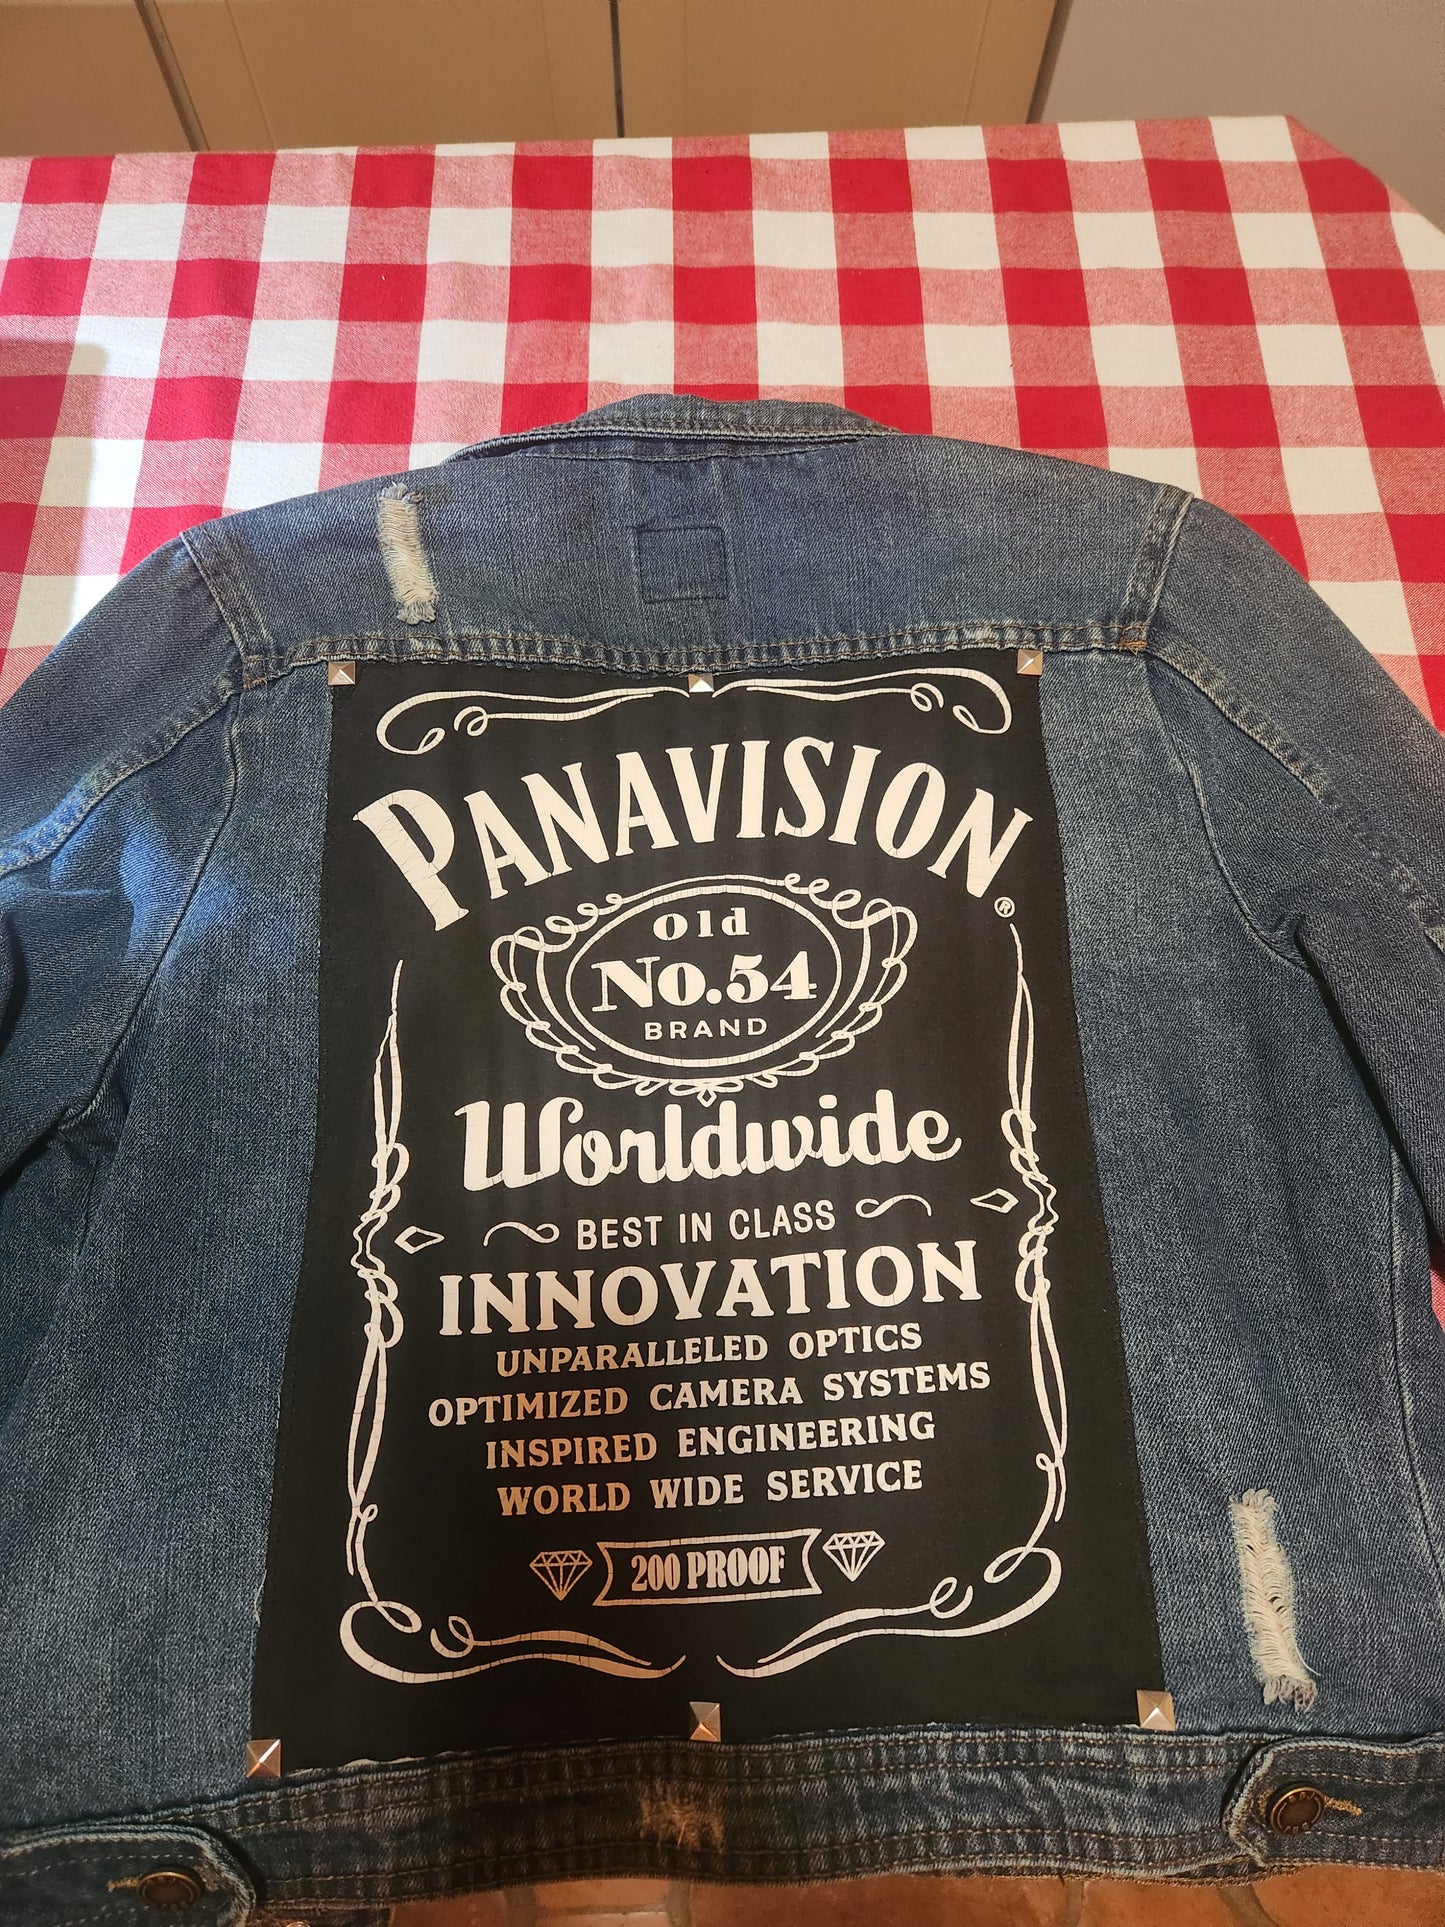 PANAVISION®
Old
No.54
BRAND
Worldwide
BEST IN CLASS
INNOVATION
UNPARALLELED OPTICS
OPTIMIZED CAMERA SYSTEMS
INSPIRED ENGINEERING
WORLD WIDE SERVICE
200 PROOF